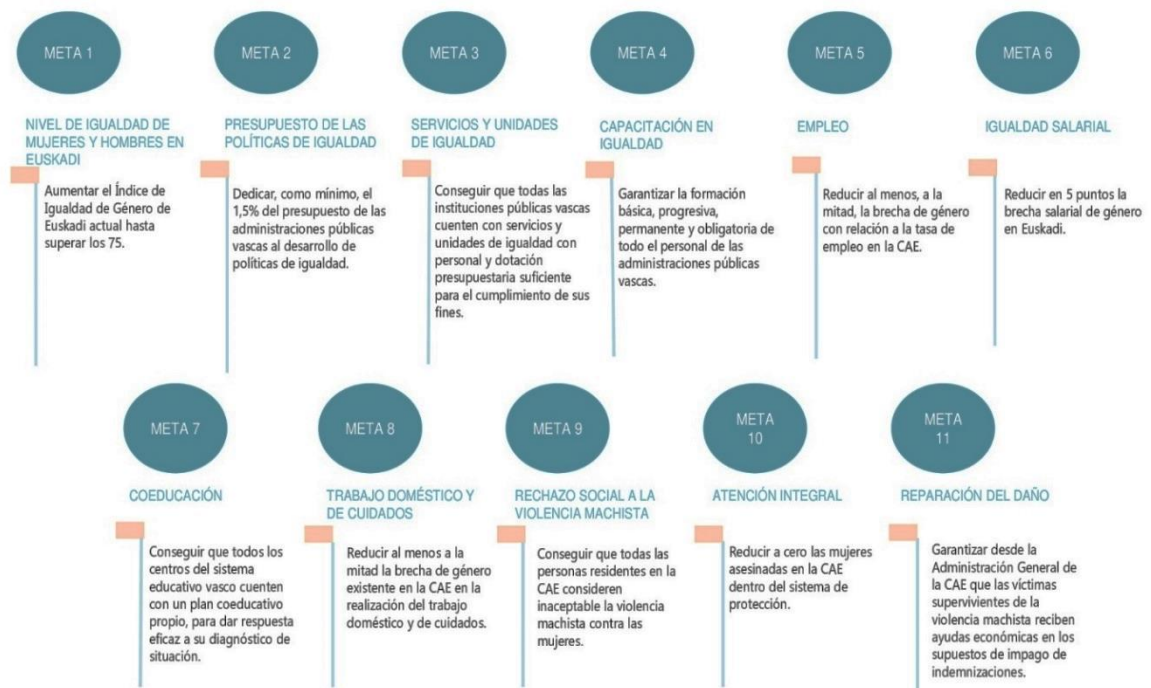 META 1
NIVEL DE IGUALDAD DE
MUJERES Y HOMBRES EN
EUSKADI
Aumentar el Índice de
Igualdad de Género de
Euskadi actual hasta
superar los 75.
META 2
PRESUPUESTO DE LAS
POLÍTICAS DE IGUALDAD
Dedicar, como mínimo, el
1,5% del presupuesto de las
administraciones públicas
vascas al desarrollo de
políticas de igualdad.
META 3
SERVICIOS Y UNIDADES
DE IGUALDAD
Conseguir que todas las
instituciones públicas vascas
cuenten con servicios y
unidades de igualdad con
personal y dotación
presupuestaria suficiente
para el cumplimiento de sus
fines.
META 4
CAPACITACIÓN EN
IGUALDAD
Garantizar la formación
básica, progresiva,
permanente y obligatoria de
todo el personal de las
administraciones públicas
vascas.
META 5
EMPLEO
Reducir al menos, a la
mitad, la brecha de género
con relación a la tasa de
empleo en la CAE.
META 6
IGUALDAD SALARIAL
Reducir en 5 puntos la
brecha salarial de género
en Euskadi.
META 7
COEDUCACIÓN
Conseguir que todos los
centros del sistema
educativo vasco cuenten
con un plan coeducativo
propio, para dar respuesta
eficaz a su diagnóstico de
situación.
META 8
TRABAJO DOMÉSTICO Y
DE CUIDADOS
Reducir al menos a la
mitad la brecha de género
existente en la CAE en la
realización del trabajo
doméstico y de cuidados.
META 9
RECHAZO SOCIAL A LA
VIOLENCIA MACHISTA
Conseguir que todas las
personas residentes en la
CAE consideren
inaceptable la violencia
machista contra las
mujeres.
META
10
ATENCIÓN INTEGRAL
Reducir a cero las mujeres
asesinadas en la CAE
dentro del sistema de
protección.
META
11
REPARACIÓN DEL DAÑO
Garantizar desde la
Administración General de
la CAE que las víctimas
supervivientes de la
violencia machista reciben
ayudas económicas en los
supuestos de impago de
indemnizaciones.